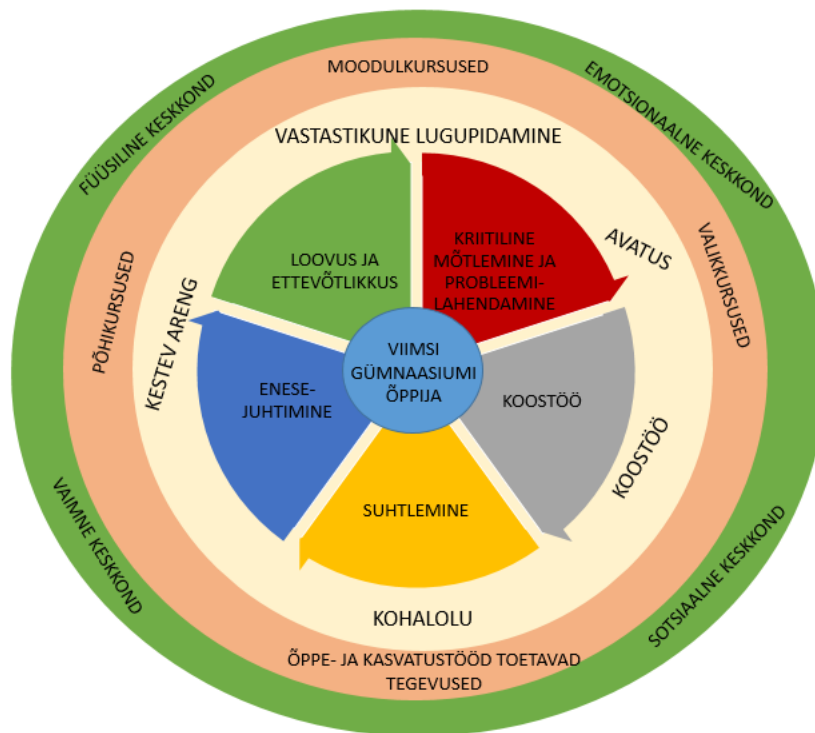 MOODULKURSUSED
FÜÜSILINE KESKKOND
EMOTSIONAALNE KESKKOND
VASTASTIKUNE LUGUPIDAMINE
LOOVUS JA
ETTEVÕTLIKKUS
KRIITILINE
MÕTLEMINE JA
PROBLEEMI-
LAHENDAMINE
AVATUS
VALIKKURSUSED
PÕHIKURSUSED
KESTEV ARENG
VIIMSI
GÜMNAASIUMI
ÕPPIJA
ENESE-
JUHTIMINE
KOOSTÖÖ
KOOSTÖÖ
SUHTLEMINE
VAIMNE KESKKOND
SOTSIAALNE KESKKOND
KOHALOLU
ÕPPE- JA KASVATUSTÖÖD TOETAVAD
TEGEVUSED